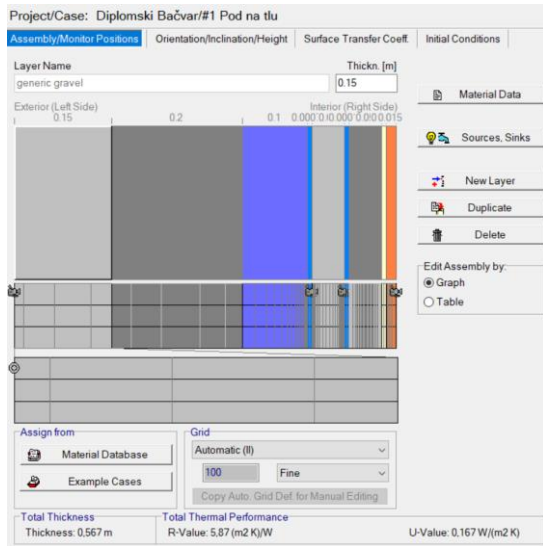 Project/Case: Diplomski Bačvar/#1 Pod na tlu
Assembly/Monitor Positions Orientation/Inclination/Height Surface Transfer Coeff. Initial Conditions
Layer Name Thickn. [m]
generic gravel 0.15
Exterior (Left Side) Interior (Right Side)
0.15 0.2 0.1 0.015
Material Data
Sources, Sinks
New Layer
Duplicate
Delete
Edit Assembly by:
Graph
Table
Assign from
Material Database
Example Cases
Grid
Automatic (II)
100 Fine
Copy Auto. Grid Def. for Manual Editing
Total Thickness
Thickness: 0,567 m
Total Thermal Performance
R-Value: 5,87 (m2 K)/W U-Value: 0,167 W/(m2 K)